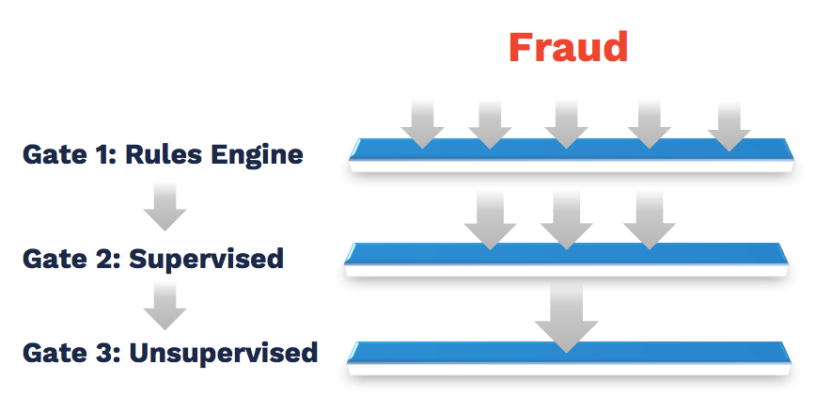 Fraud
Gate 1: Rules Engine
Gate 2: Supervised
Gate 3: Unsupervised